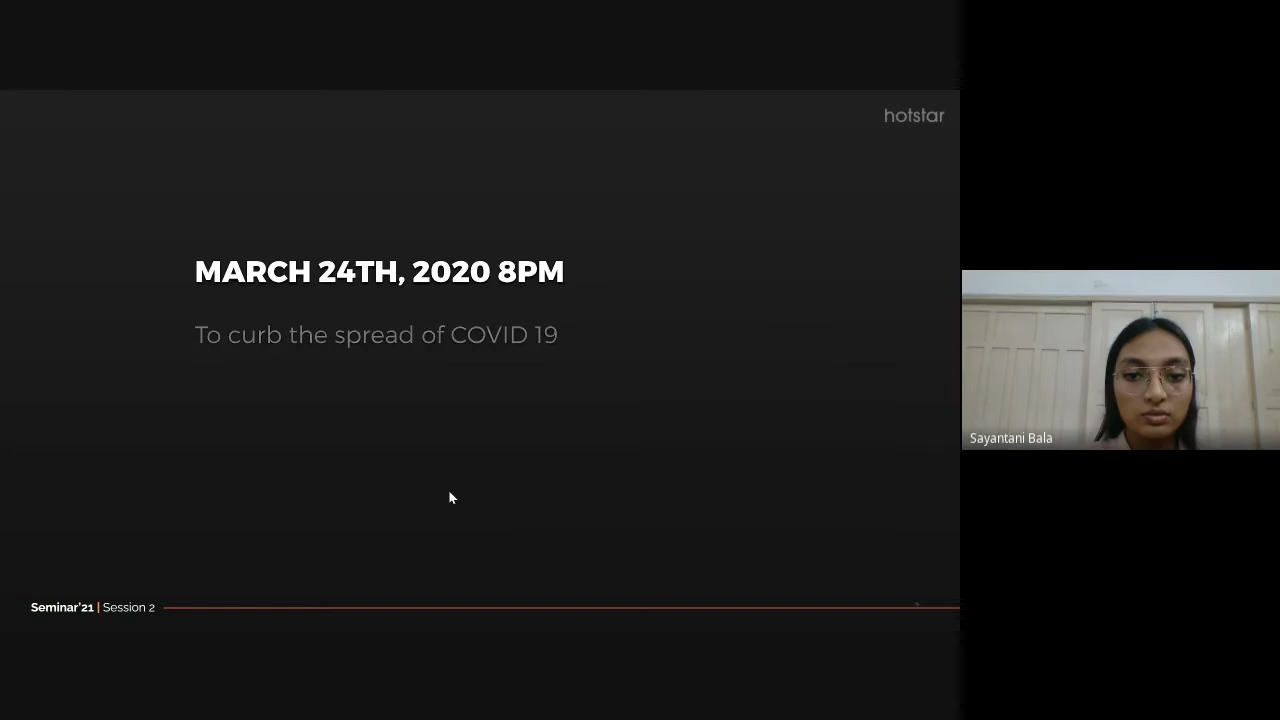 hotstar
MARCH 24TH, 2020 8PM
To curb the spread of COVID 19
Sayantani Bala
Seminar'21 | Session 2